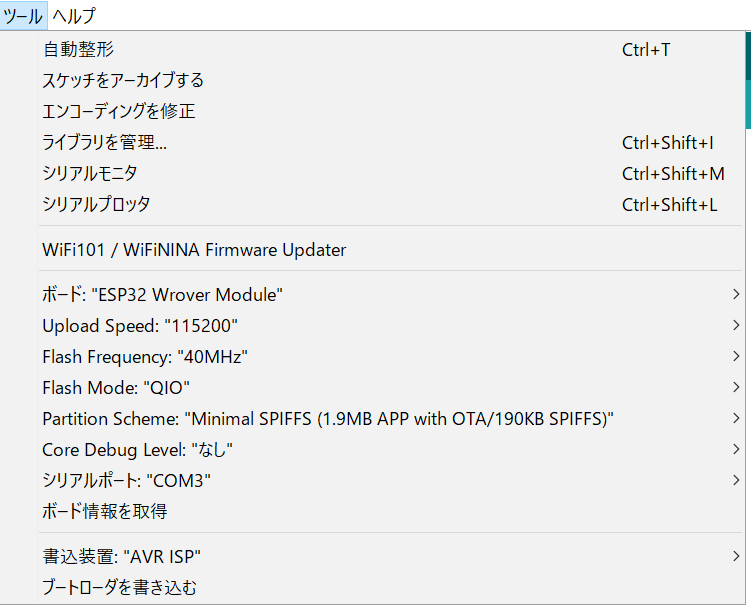 ツール ヘルプ
自動整形 Ctrl+T
スケッチをアーカイブする
エンコーディングを修正
ライブラリを管理... Ctrl+Shift+I
シリアルモニタ Ctrl+Shift+M
シリアルプロッタ Ctrl+Shift+L
WiFi101 / WiFiNINA Firmware Updater
ボード: "ESP32 Wrover Module"
Upload Speed: "115200"
Flash Frequency: "40MHz"
Flash Mode: "QIO"
Partition Scheme: "Minimal SPIFFS (1.9MB APP with OTA/190KB SPIFFS)"
Core Debug Level: "なし"
シリアルポート: "COM3"
ボード情報を取得
書込装置: "AVR ISP"
ブートローダを書き込む